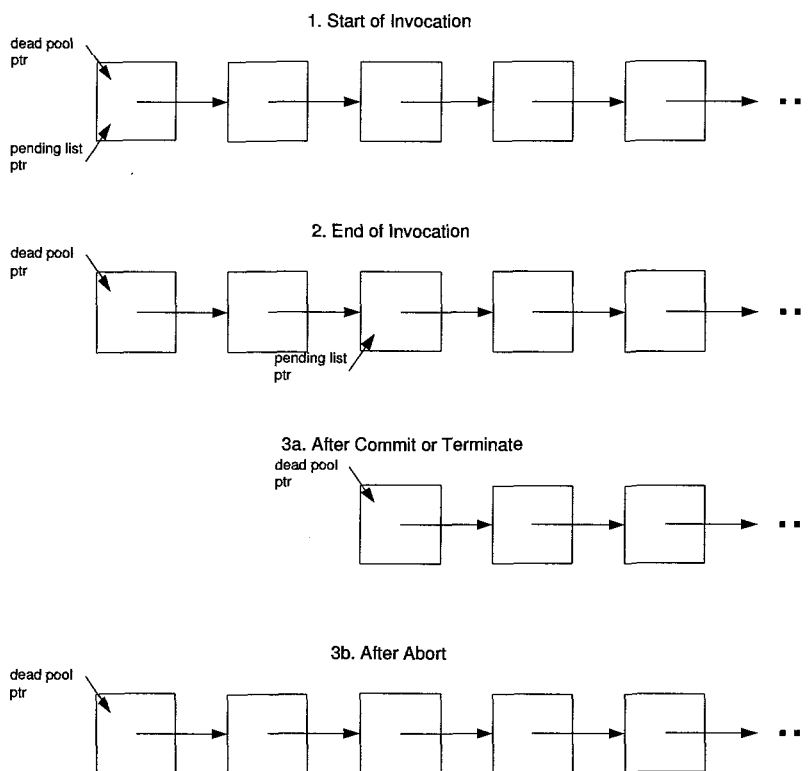 1. Start of Invocation
dead pool
ptr
pending list
ptr
2. End of Invocation
dead pool
ptr
pending list
ptr
3a. After Commit or Terminate
dead pool
ptr
3b. After Abort
dead pool
ptr